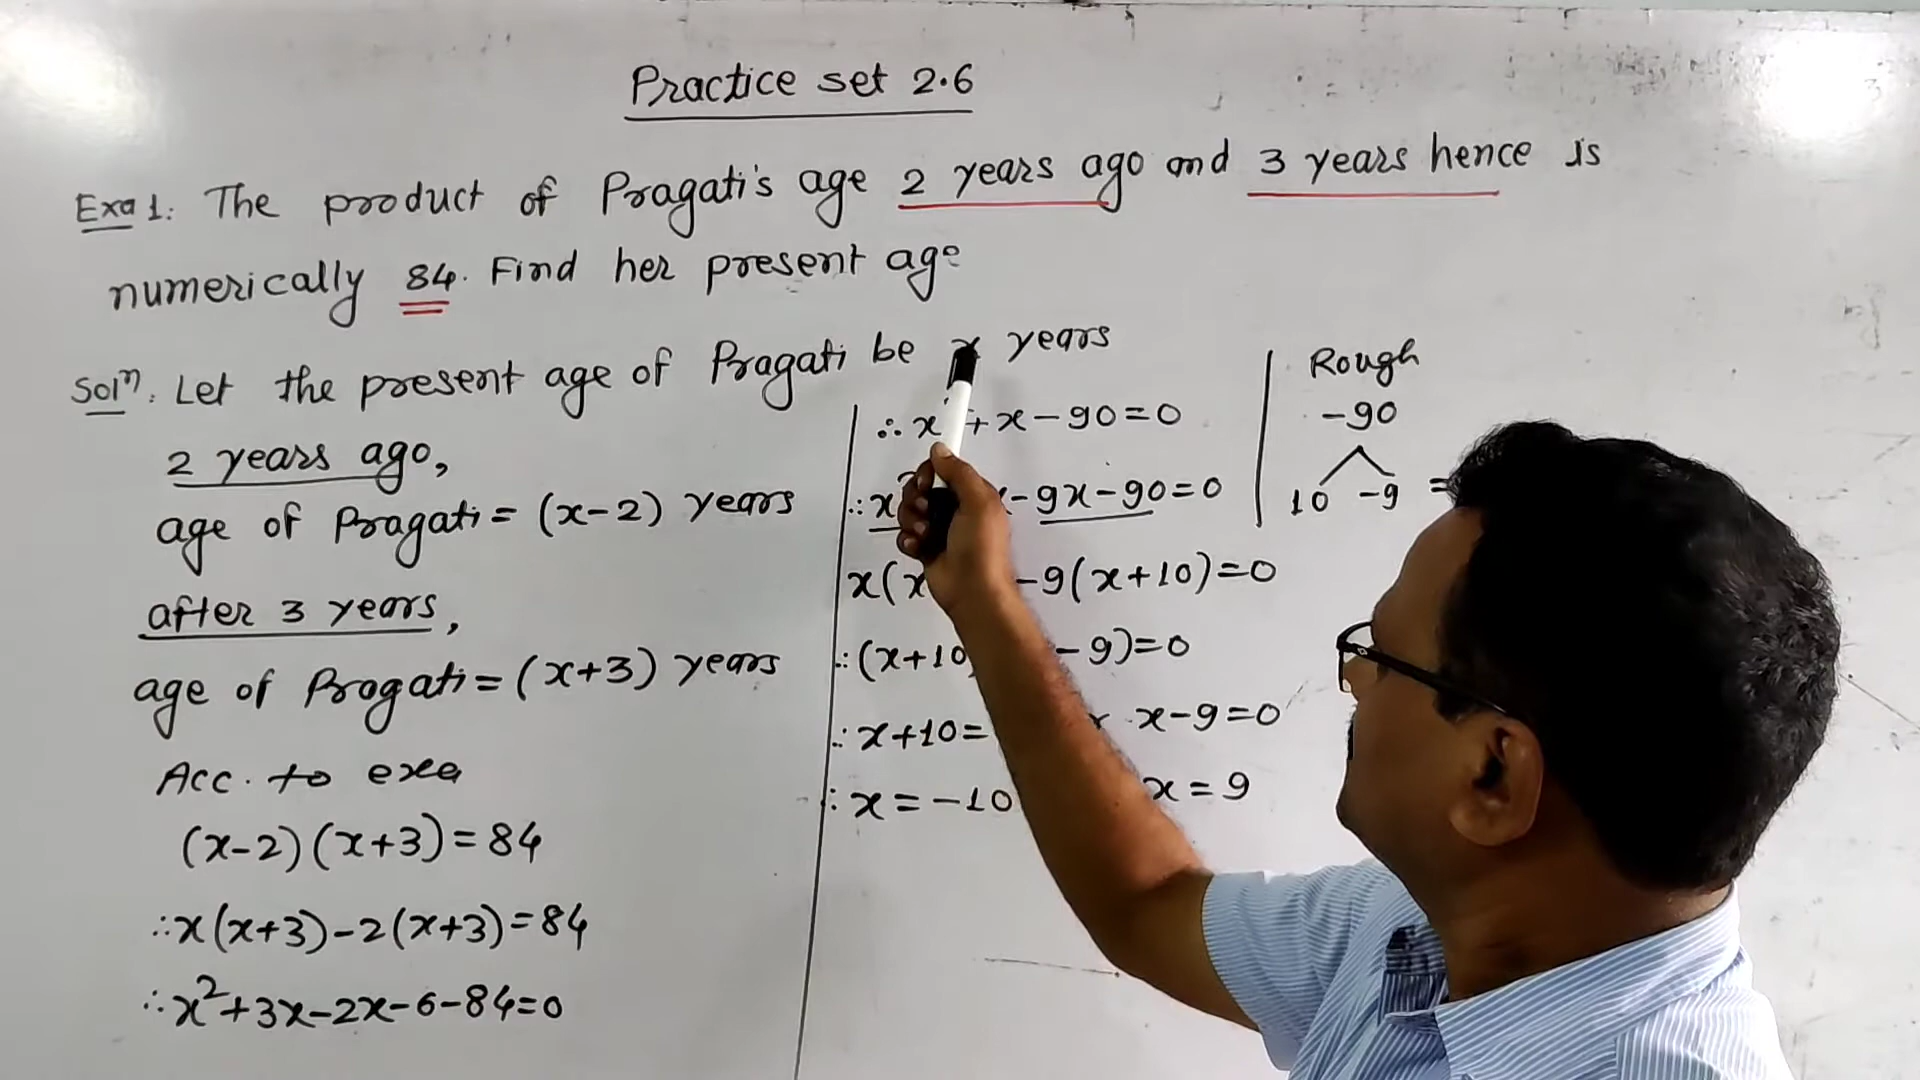 Practice set 2.6
Exa 1: The product of Pragati's age 2 years ago and 3 years hence is
numerically 84. Find her present age
Solⁿ. Let the present age of Pragati be x years
2 years ago,
age of Pragati = (x-2) years
after 3 years,
age of Pragati = (x+3) years
Acc. to exa
(x-2)(x+3)=84
∴x(x+3)-2(x+3)=84
∴x²+3x-2x-6-84=0
∴x +x-90=0
∴x -9x-90=0
x(x -9(x+10)=0
∴(x+10 -9)=0
∴x+10= x-9=0
∴x=-10 x=9
Rough
-90
10 -9 =